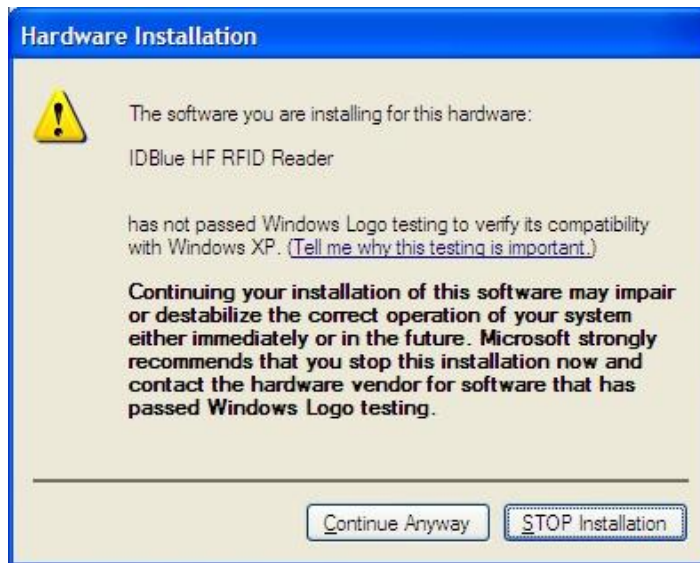 Hardware Installation
The software you are installing for this hardware:
IDBlue HF RFID Reader
has not passed Windows Logo testing to verify its compatibility
with Windows XP. (Tell me why this testing is important.)
Continuing your installation of this software may impair
or destabilize the correct operation of your system
either immediately or in the future. Microsoft strongly
recommends that you stop this installation now and
contact the hardware vendor for software that has
passed Windows Logo testing.
Continue Anyway STOP Installation